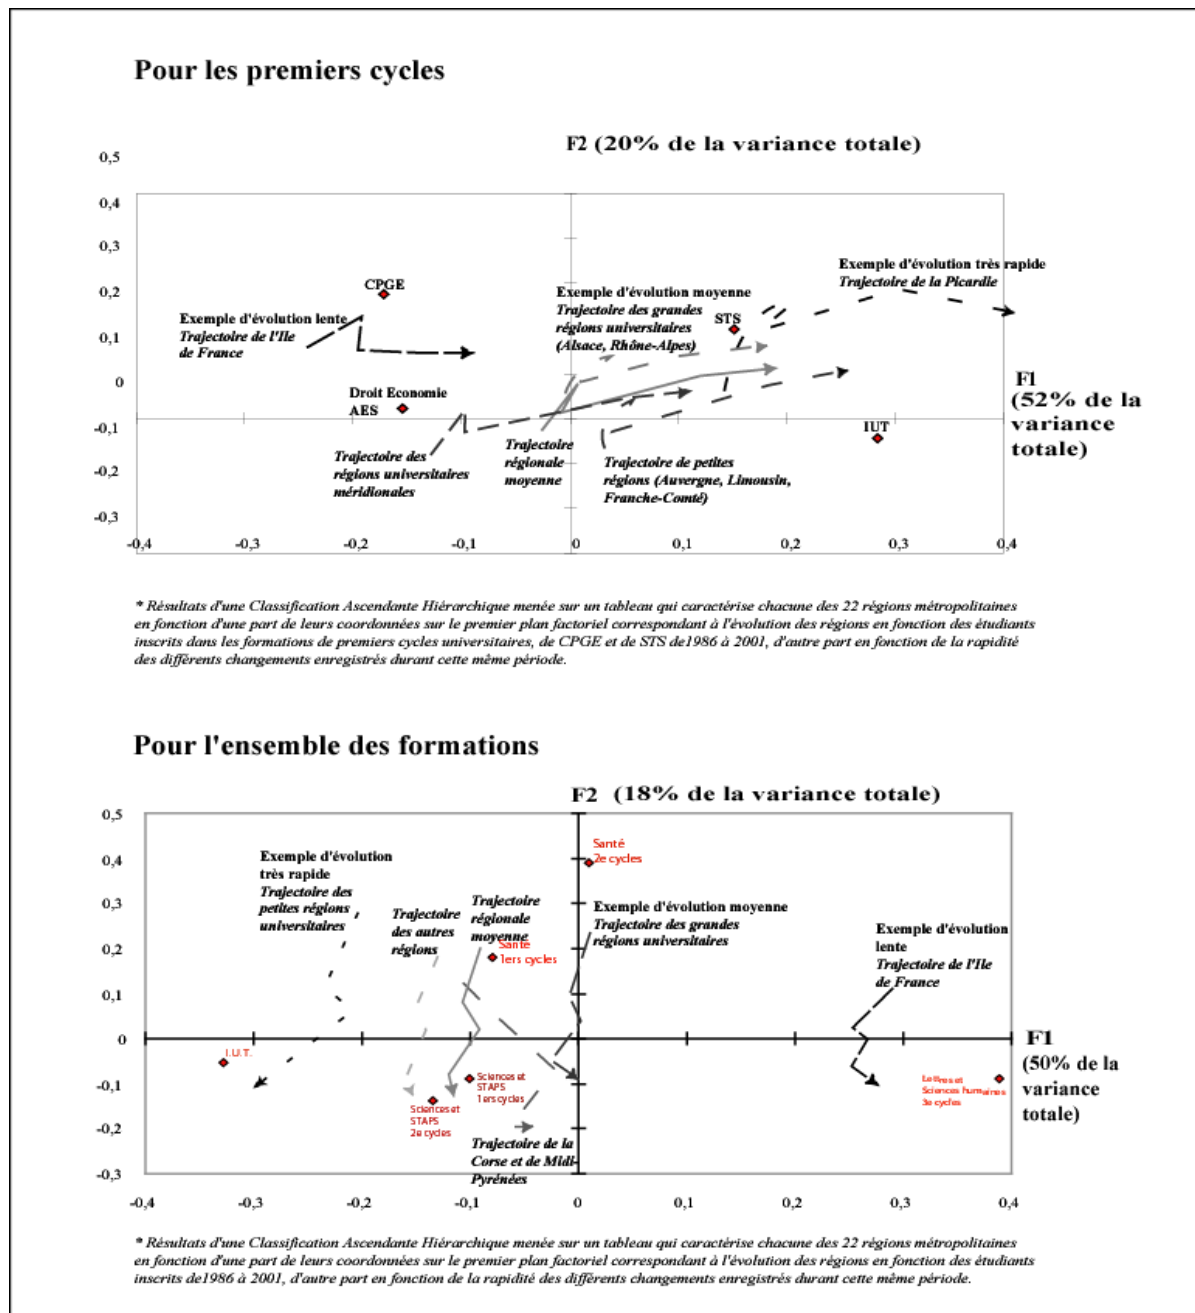 Pour les premiers cycles
F2 (20% de la variance totale)
0,5
0,4
0,3
0,2
0,1
0
-0,1
-0,2
-0,3
Exemple d'évolution très rapide
Trajectoire de la Picardie
CPGE
Exemple d'évolution lente
Trajectoire de l'Ile
de France
Exemple d'évolution moyenne
Trajectoire des grandes
régions universitaires
(Alsace, Rhône-Alpes)
STS
Droit Economie
AES
F1
(52% de la
variance
totale)
IUT
Trajectoire des
régions universitaires
méridionales
Trajectoire
régionale
moyenne
Trajectoire de petites
régions (Auvergne, Limousin,
Franche-Comté)
-0,4 -0,3 -0,2 -0,1 0 0,1 0,2 0,3 0,4
* Résultats d'une Classification Ascendante Hiérarchique menée sur un tableau qui caractérise chacune des 22 régions métropolitaines
en fonction d'une part de leurs coordonnées sur le premier plan factoriel correspondant à l'évolution des régions en fonction des étudiants
inscrits dans les formations de premiers cycles universitaires, de CPGE et de STS de1986 à 2001, d'autre part en fonction de la rapidité
des différents changements enregistrés durant cette même période.
Pour l'ensemble des formations
F2 (18% de la variance totale)
0,5
0,4
0,3
0,2
0,1
0
-0,1
-0,2
-0,3
Santé
2e cycles
Exemple d'évolution
très rapide
Trajectoire des
petites régions
universitaires
Trajectoire
des autres
régions
Trajectoire
régionale
moyenne
Santé
1ers cycles
Exemple d'évolution moyenne
Trajectoire des grandes
régions universitaires
Exemple d'évolution
lente
Trajectoire de l'Ile
de France
F1
(50% de la
variance
totale)
I.U.T.
Sciences et
STAPS
1ers cycles
Sciences et
STAPS
2e cycles
Lettres et
Sciences humaines
3e cycles
Trajectoire de la
Corse et de Midi-
Pyrénées
-0,4 -0,3 -0,2 -0,1 0 0,1 0,2 0,3 0,4
* Résultats d'une Classification Ascendante Hiérarchique menée sur un tableau qui caractérise chacune des 22 régions métropolitaines
en fonction d'une part de leurs coordonnées sur le premier plan factoriel correspondant à l'évolution des régions en fonction des étudiants
inscrits de1986 à 2001, d'autre part en fonction de la rapidité des différents changements enregistrés durant cette même période.